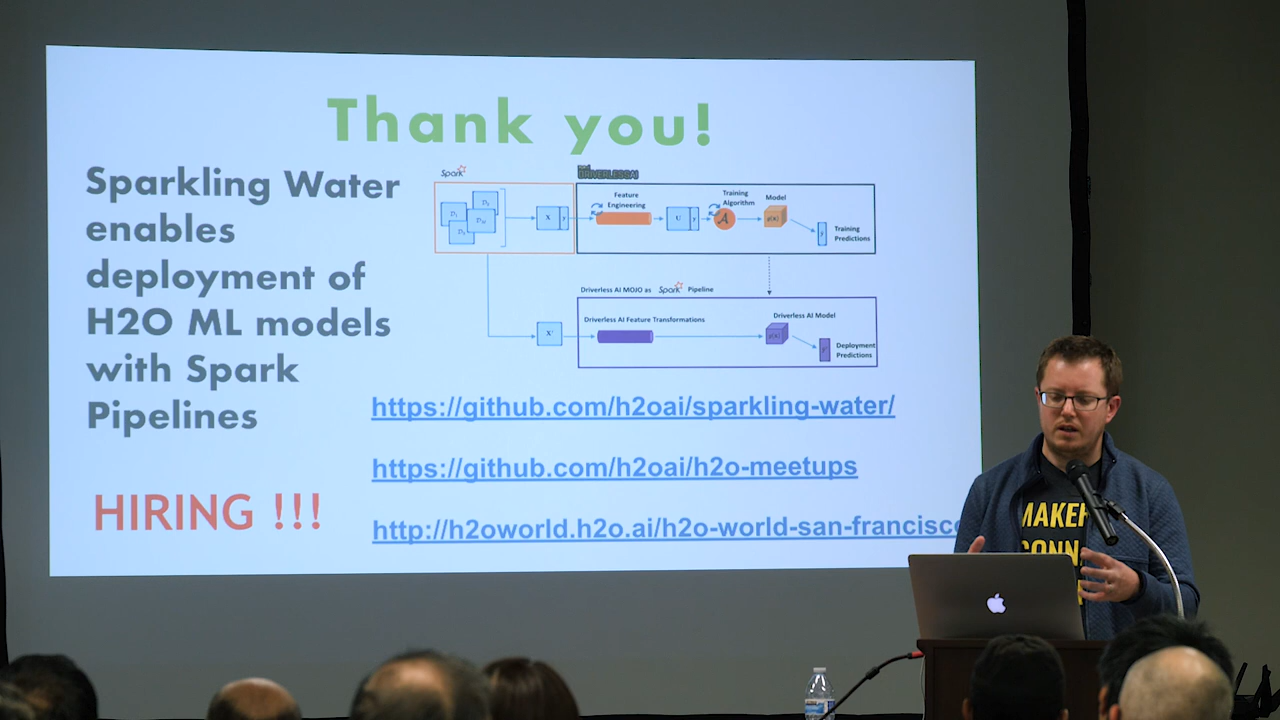 Thank you!
Sparkling Water
enables
deployment of
H2O ML models
with Spark
Pipelines
HIRING !!!
Spark
DRIVERLESSAI
Feature
Engineering
Training
Algorithm
Model
X
y
U
y
A
Training
Predictions
Driverless AI MOJO as Spark Pipeline
Driverless AI Feature Transformations
Driverless AI Model
X'
Deployment
Predictions
https://github.com/h2oai/sparkling-water/
https://github.com/h2oai/h2o-meetups
http://h2oworld.h2o.ai/h2o-world-san-francisco
MAKER
CONN